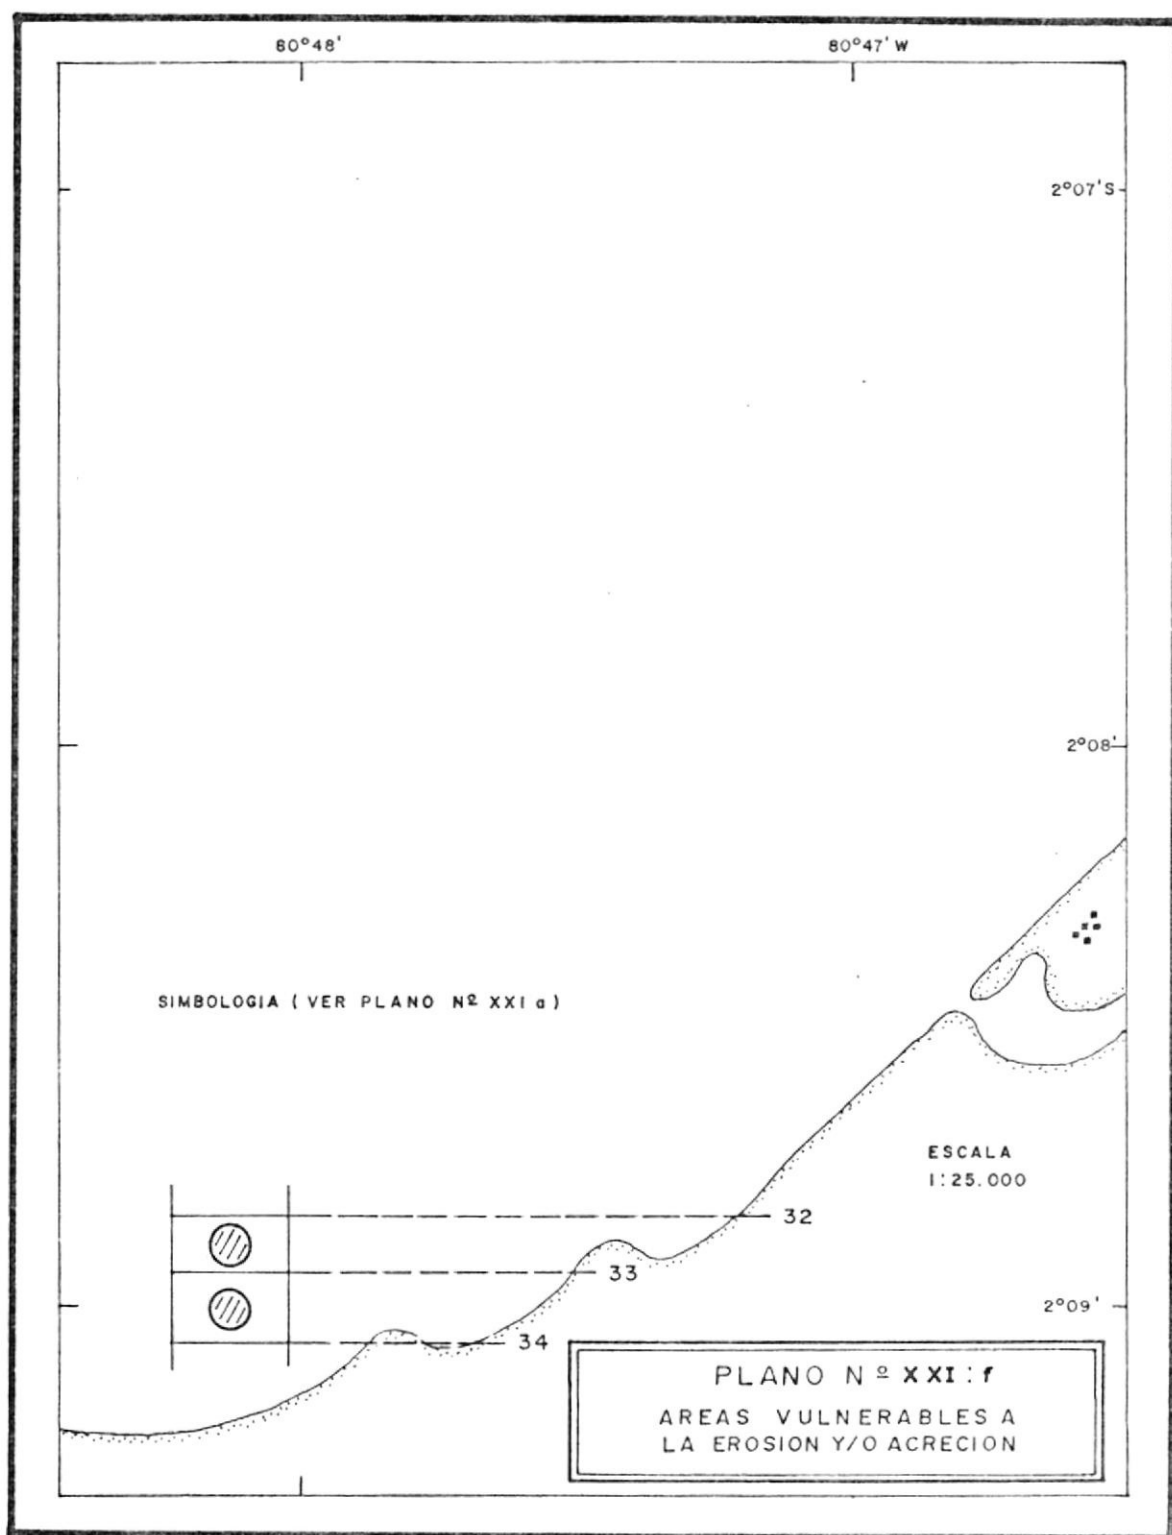 80°48'
80°47' W
2°07'S
2°08'
SIMBOLOGIA ( VER PLANO Nº XXI a )
ESCALA
1:25.000
32
33
2°09'
34
PLANO Nº XXI:f
AREAS VULNERABLES A
LA EROSION Y/O ACRECION